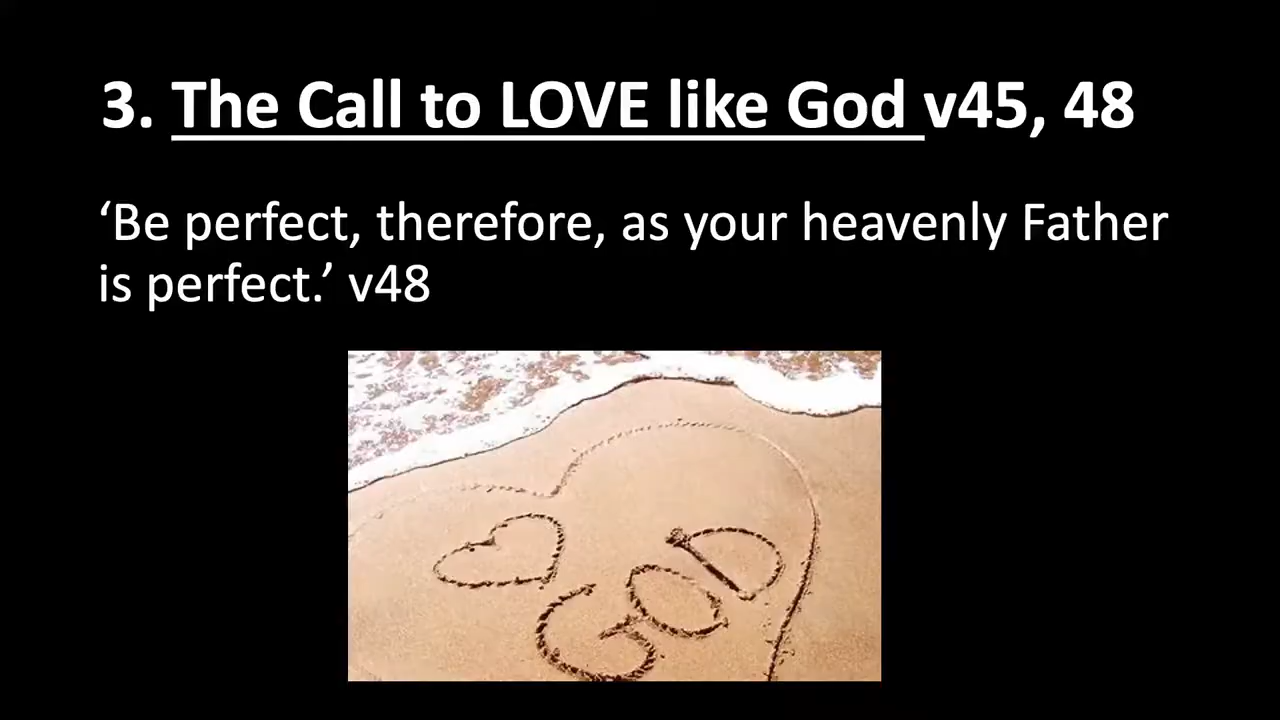 3. The Call to LOVE like God v45, 48
‘Be perfect, therefore, as your heavenly Father
is perfect.’ v48
GOD